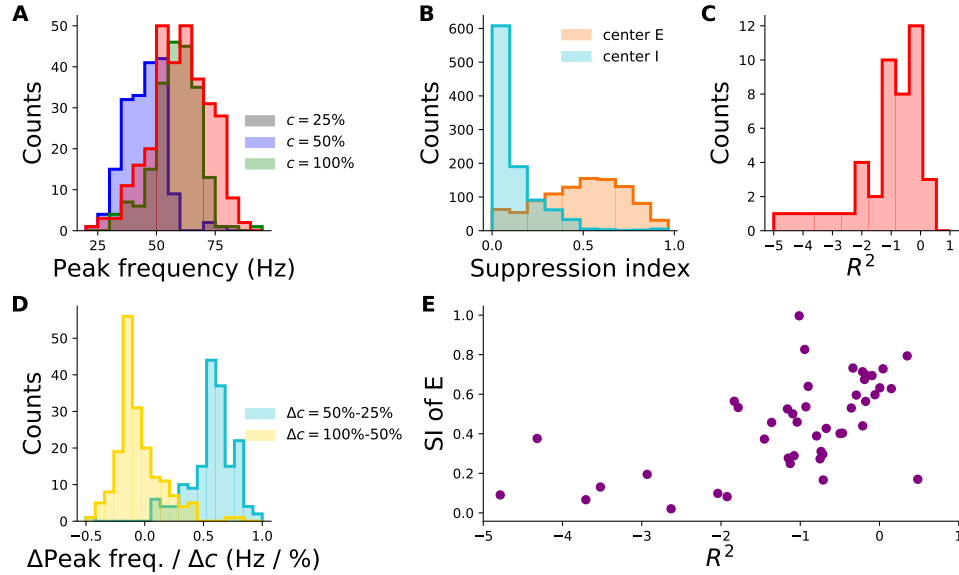 A
Counts
50
40
30
20
10
0
25
50
75
Peak frequency (Hz)
c = 25%
c = 50%
c = 100%
B
Counts
600
500
400
300
200
100
0
0.0
0.5
1.0
Suppression index
center E
center I
C
Counts
12
10
8
6
4
2
0
−5
−4
−3
−2
−1
0
1
R²
D
Counts
50
40
30
20
10
0
−0.5
0.0
0.5
1.0
ΔPeak freq. / Δc (Hz / %)
Δc = 50%-25%
Δc = 100%-50%
E
SI of E
1.0
0.8
0.6
0.4
0.2
0.0
−5
−4
−3
−2
−1
0
1
R²